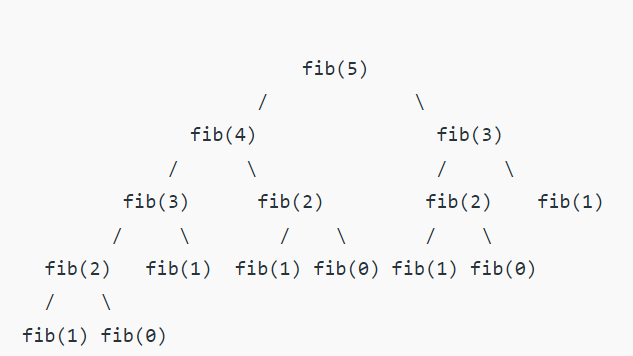 fib(5)
/ \
fib(4) fib(3)
/ \ / \
fib(3) fib(2) fib(2) fib(1)
/ \ / \ / \
fib(2) fib(1) fib(1) fib(0) fib(1) fib(0)
/ \
fib(1) fib(0)